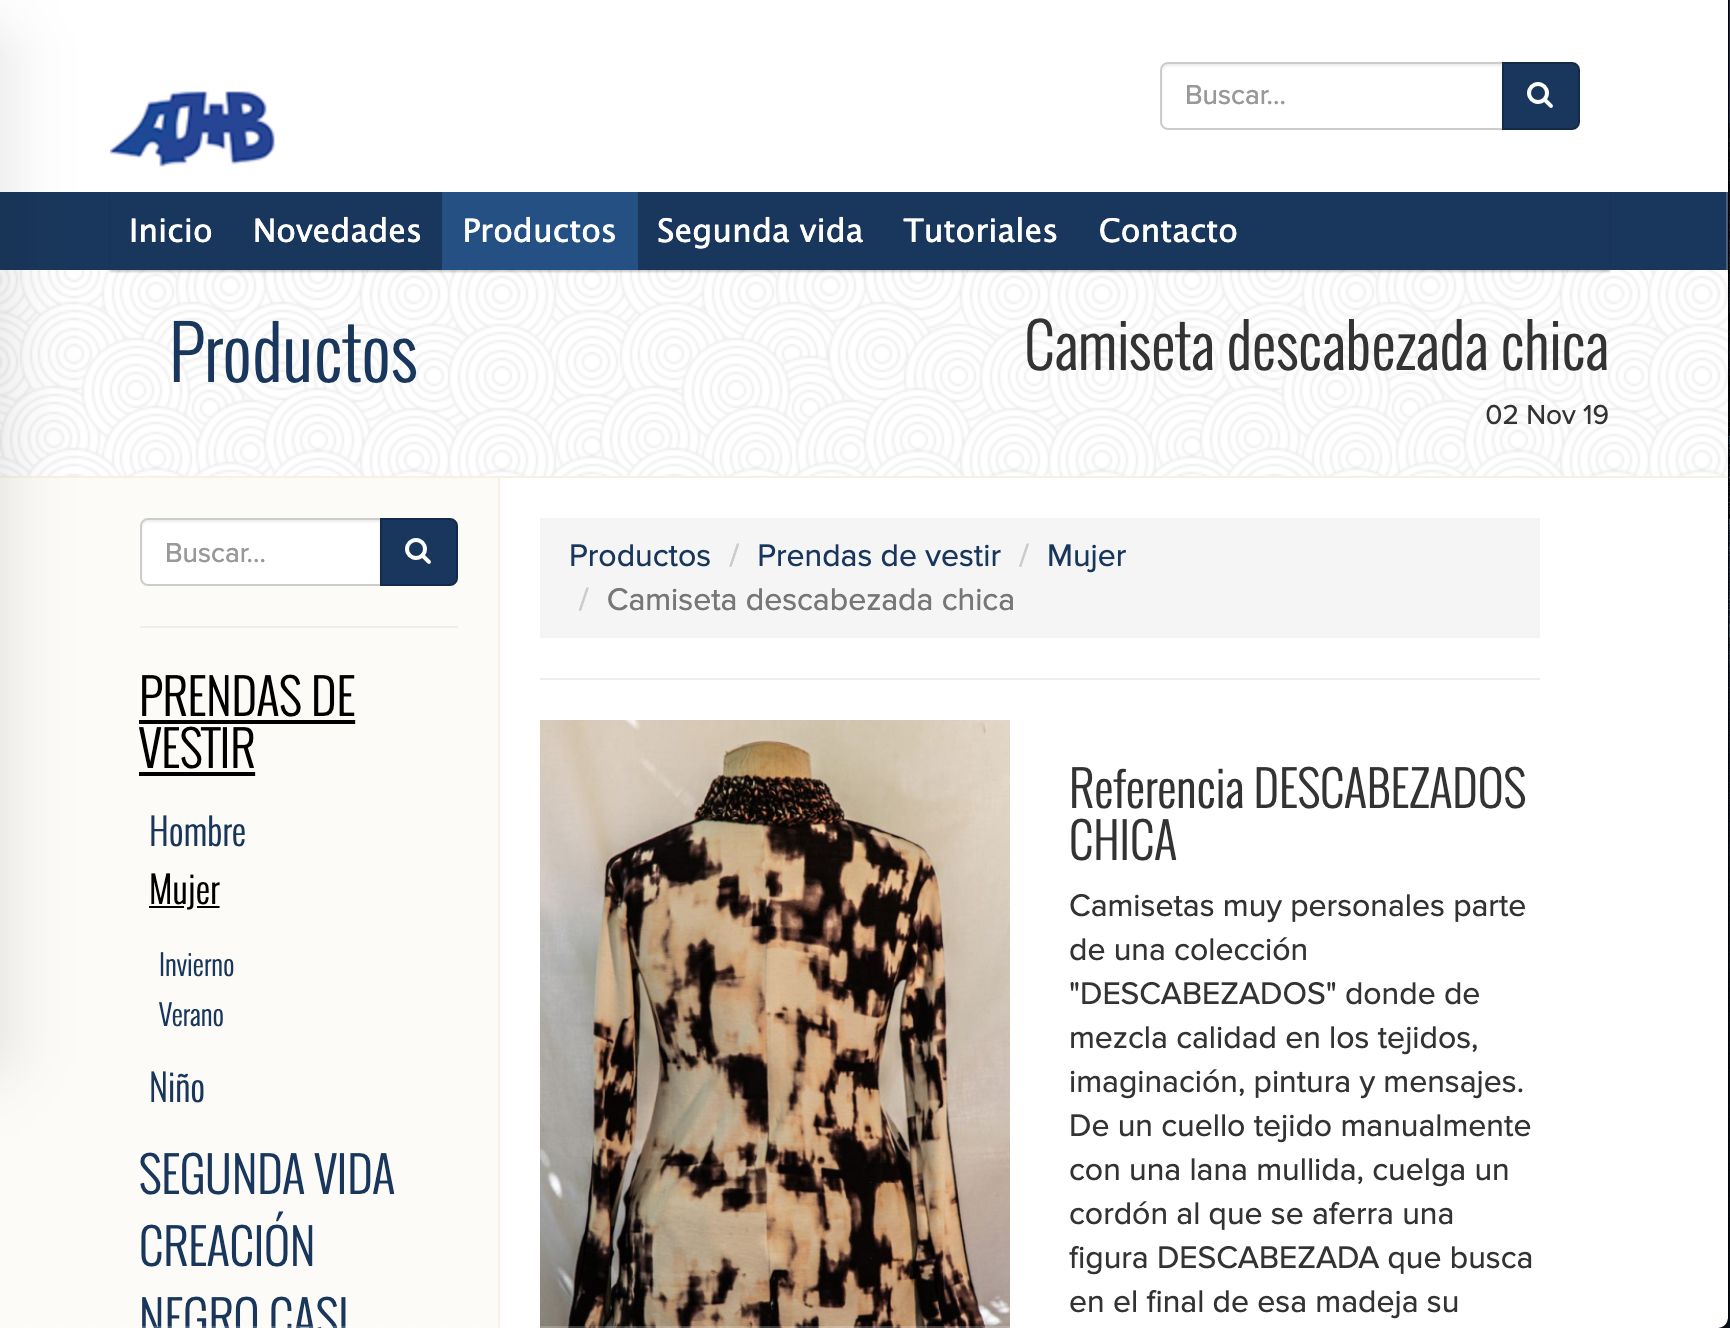 AO+B
Buscar...
Inicio Novedades Productos Segunda vida Tutoriales Contacto
Productos
Camiseta descabezada chica
02 Nov 19
Buscar...
PRENDAS DE
VESTIR
Hombre
Mujer
Invierno
Verano
Niño
SEGUNDA VIDA
CREACIÓN
NEGRO CASI
Productos / Prendas de vestir / Mujer
/ Camiseta descabezada chica
Referencia DESCABEZADOS
CHICA
Camisetas muy personales parte
de una colección
"DESCABEZADOS" donde de
mezcla calidad en los tejidos,
imaginación, pintura y mensajes.
De un cuello tejido manualmente
con una lana mullida, cuelga un
cordón al que se aferra una
figura DESCABEZADA que busca
en el final de esa madeja su